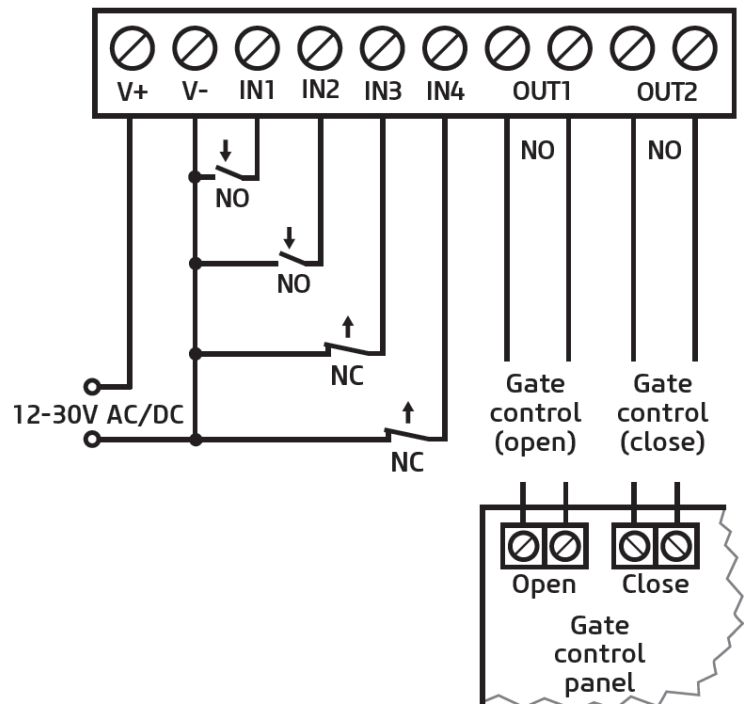 V+ V- IN1 IN2 IN3 IN4 OUT1 OUT2
NO NO
NO
NO
NC
12-30V AC/DC
NC
Gate
control
(open)
Gate
control
(close)
Open Close
Gate
control
panel